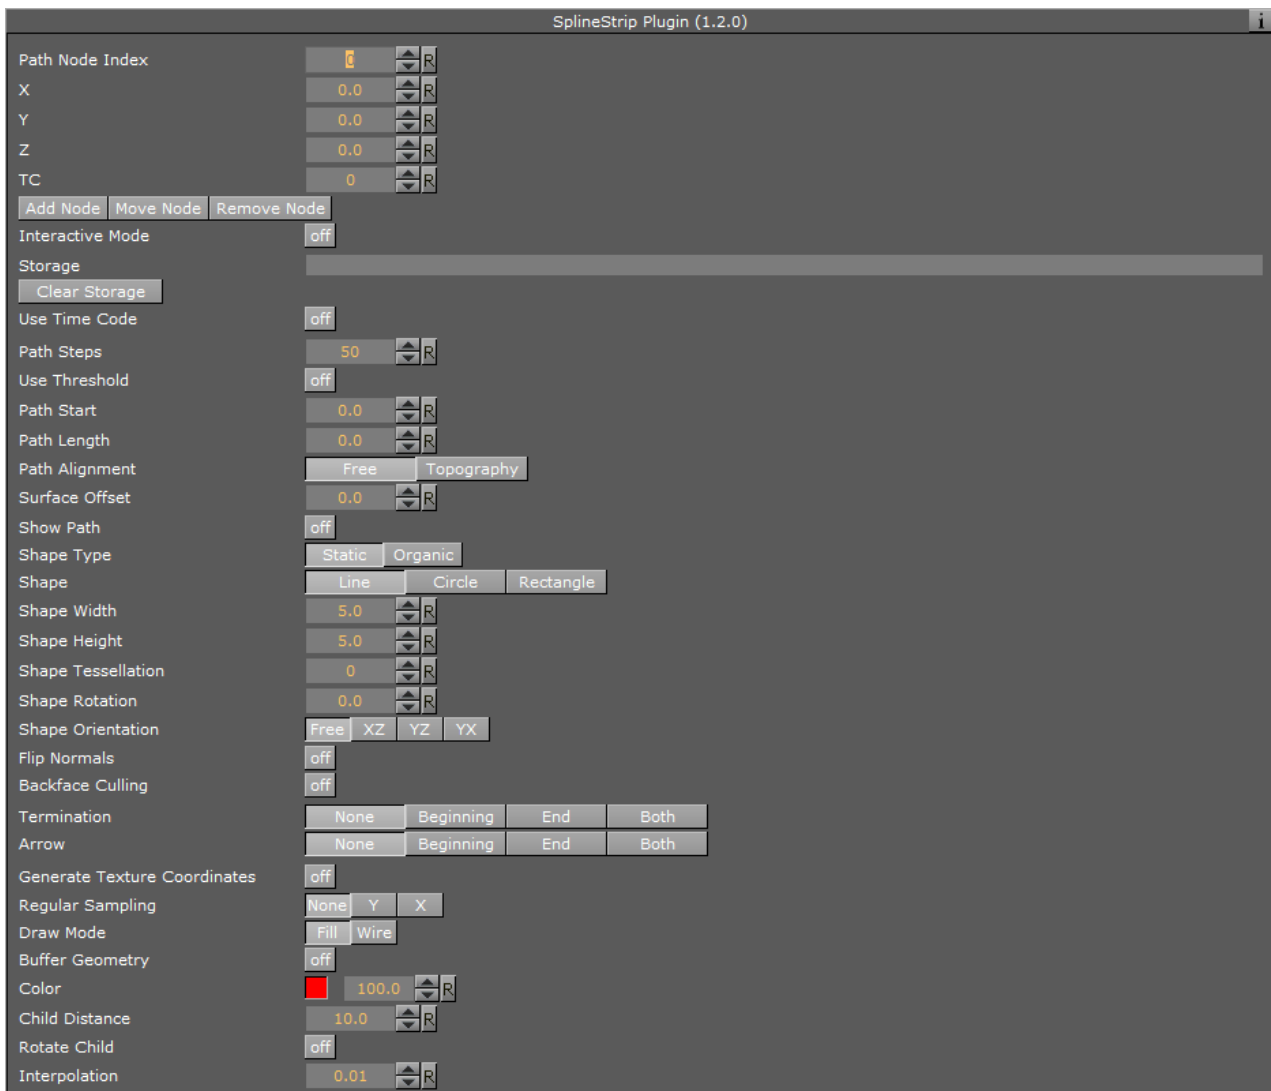 SplineStrip Plugin (1.2.0) i
Path Node Index 0 R
X 0.0 R
Y 0.0 R
Z 0.0 R
TC 0 R
Add Node Move Node Remove Node
Interactive Mode off
Storage
Clear Storage
Use Time Code off
Path Steps 50 R
Use Threshold off
Path Start 0.0 R
Path Length 0.0 R
Path Alignment Free Topography
Surface Offset 0.0 R
Show Path off
Shape Type Static Organic
Shape Line Circle Rectangle
Shape Width 5.0 R
Shape Height 5.0 R
Shape Tessellation 0 R
Shape Rotation 0.0 R
Shape Orientation Free XZ YZ YX
Flip Normals off
Backface Culling off
Termination None Beginning End Both
Arrow None Beginning End Both
Generate Texture Coordinates off
Regular Sampling None Y X
Draw Mode Fill Wire
Buffer Geometry off
Color 100.0 R
Child Distance 10.0 R
Rotate Child off
Interpolation 0.01 R